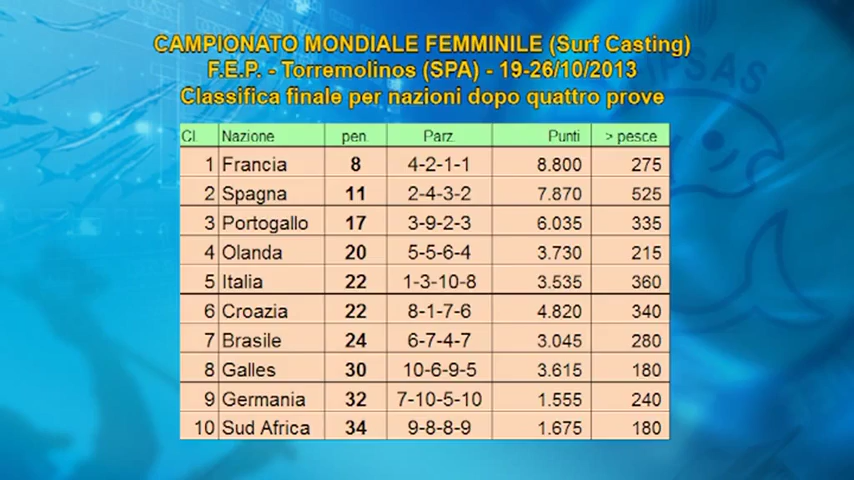 CAMPIONATO MONDIALE FEMMINILE (Surf Casting)
F.E.P. - Torremolinos (SPA) - 19-26/10/2013
Classifica finale per nazioni dopo quattro prove
Cl. Nazione pen. Parz. Punti > pesce
1 Francia 8 4-2-1-1 8.800 275
2 Spagna 11 2-4-3-2 7.870 525
3 Portogallo 17 3-9-2-3 6.035 335
4 Olanda 20 5-5-6-4 3.730 215
5 Italia 22 1-3-10-8 3.535 360
6 Croazia 22 8-1-7-6 4.820 340
7 Brasile 24 6-7-4-7 3.045 280
8 Galles 30 10-6-9-5 3.615 180
9 Germania 32 7-10-5-10 1.555 240
10 Sud Africa 34 9-8-8-9 1.675 180